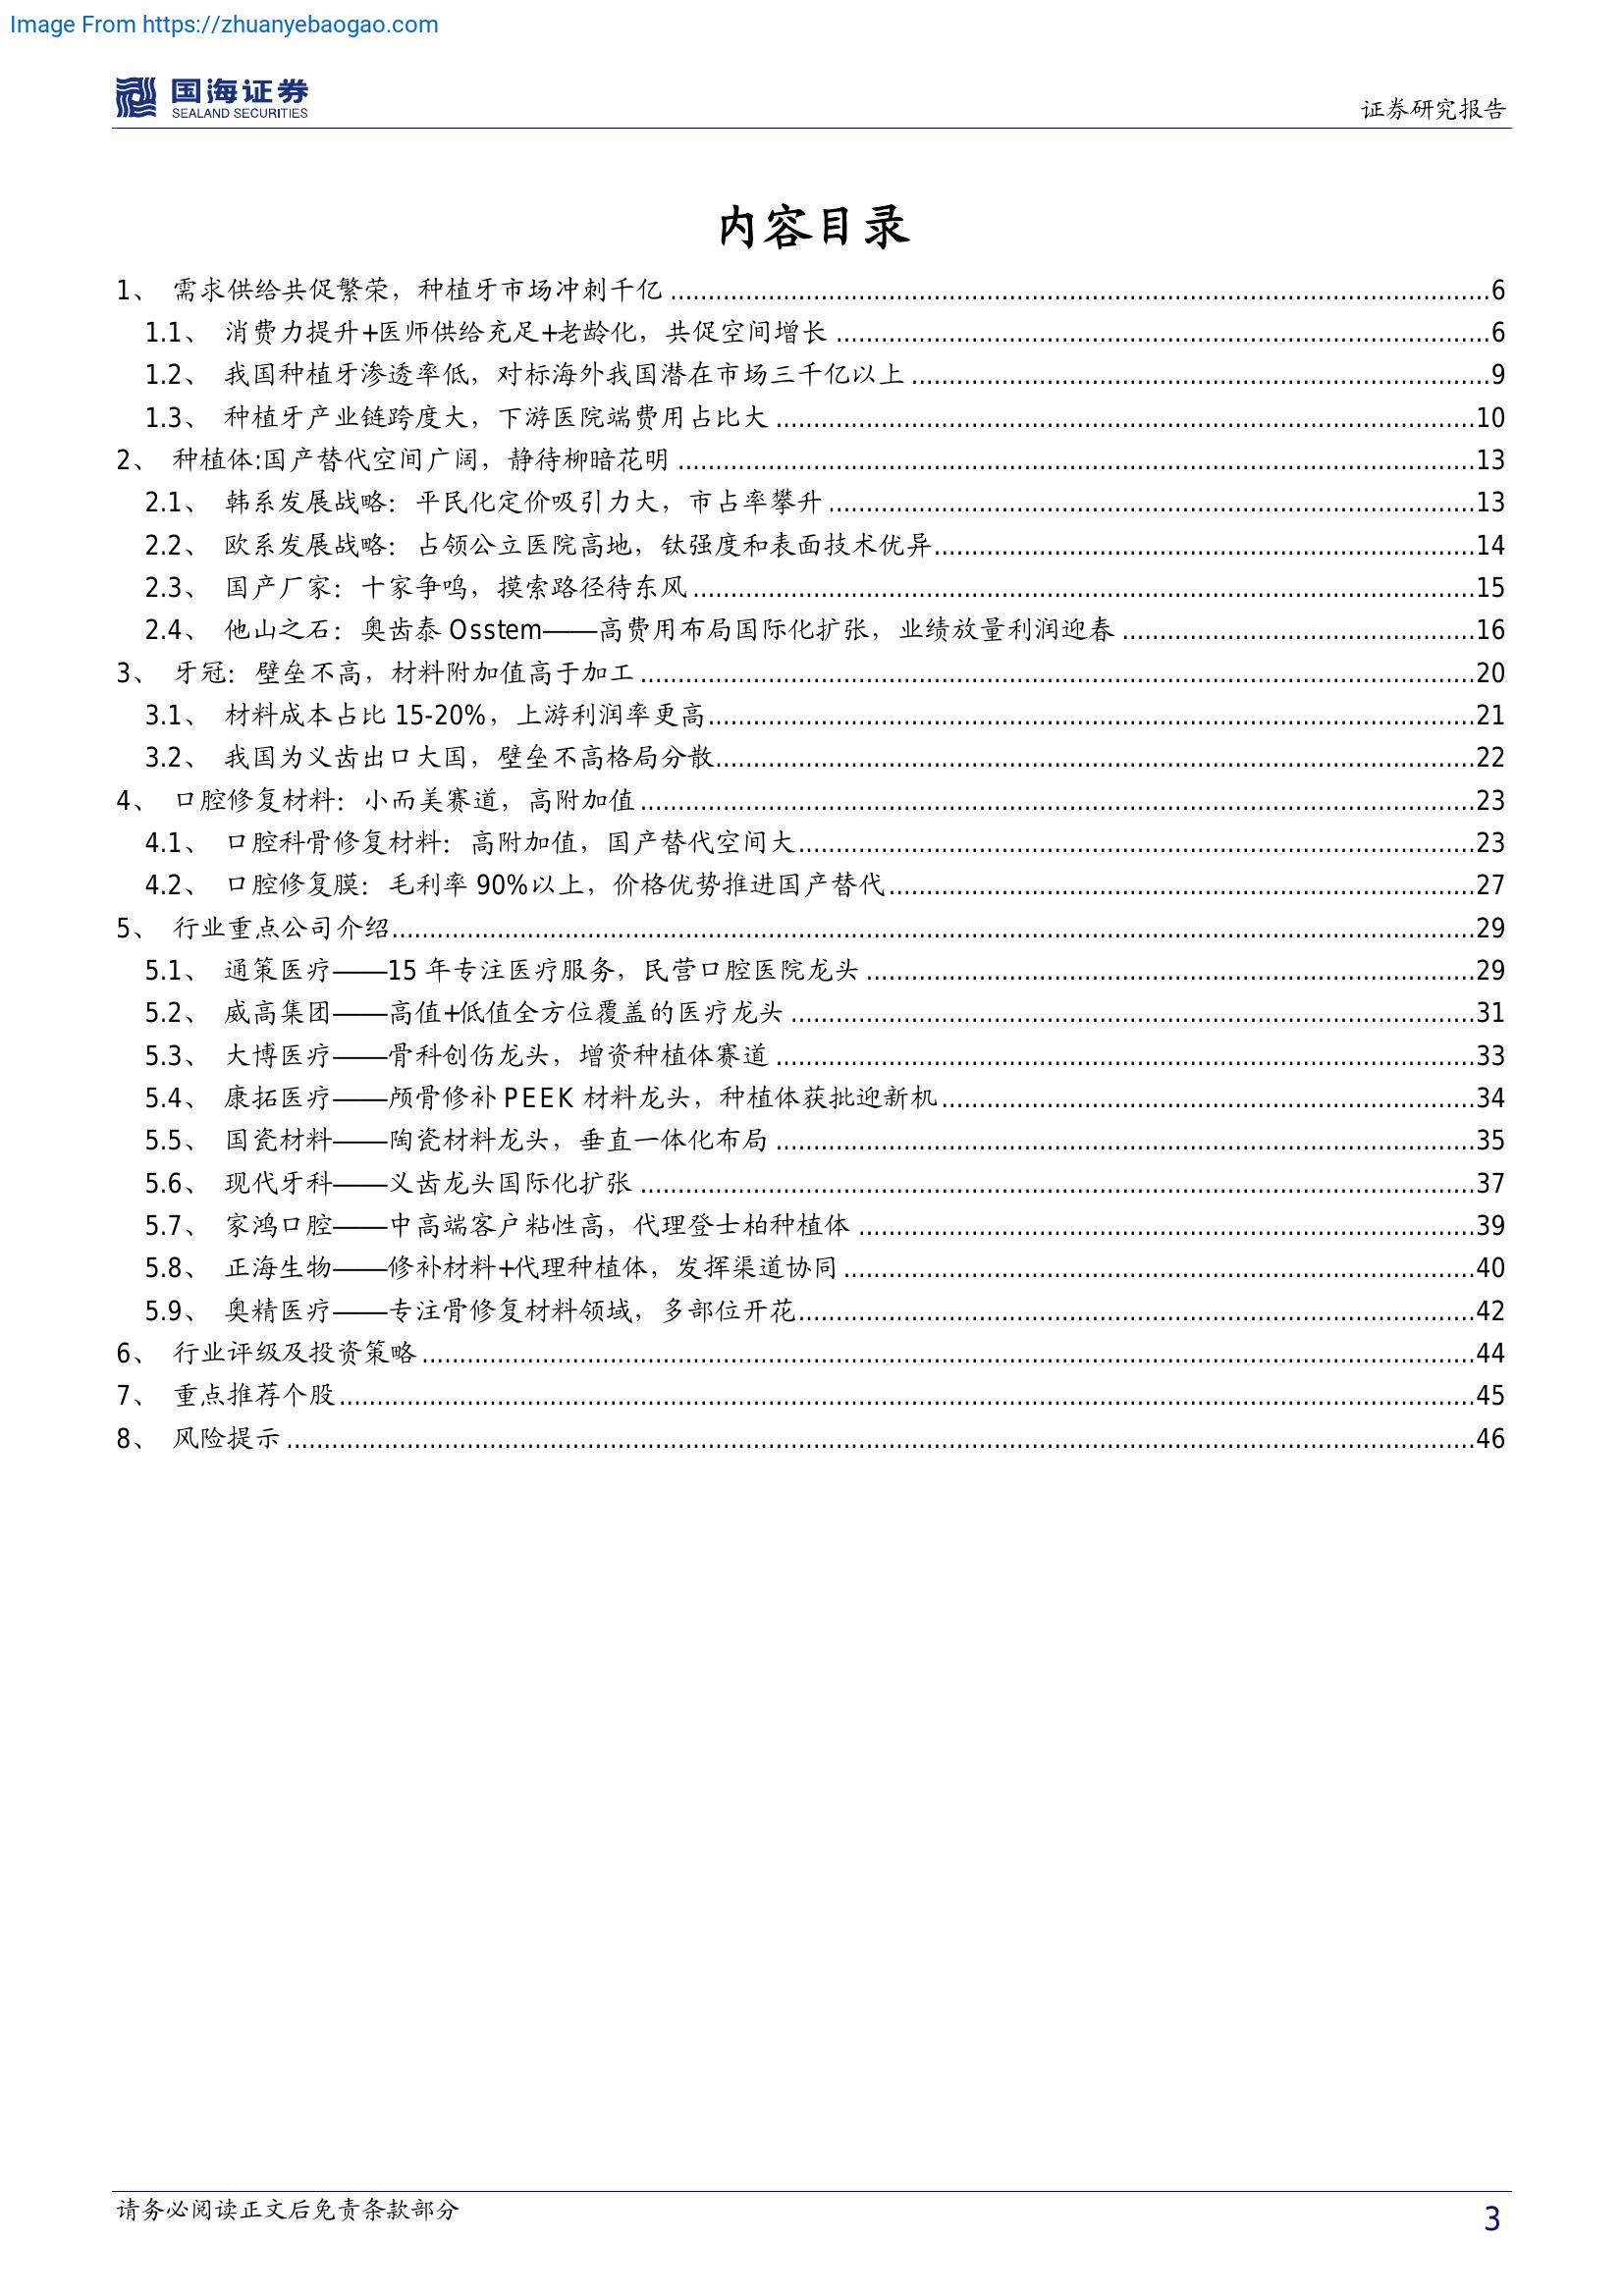 Image From https://zhuanyebaogao.com
国海证券
SEALAND SECURITIES
证券研究报告
内容目录
1、 需求供给共促繁荣，种植牙市场冲刺千亿 6
1.1、 消费力提升+医师供给充足+老龄化，共促空间增长 6
1.2、 我国种植牙渗透率低，对标海外我国潜在市场三千亿以上 9
1.3、 种植牙产业链跨度大，下游医院端费用占比大 10
2、 种植体:国产替代空间广阔，静待柳暗花明 13
2.1、 韩系发展战略：平民化定价吸引力大，市占率攀升 13
2.2、 欧系发展战略：占领公立医院高地，钛强度和表面技术优异 14
2.3、 国产厂家：十家争鸣，摸索路径待东风 15
2.4、 他山之石：奥齿泰 Osstem——高费用布局国际化扩张，业绩放量利润迎春 16
3、 牙冠：壁垒不高，材料附加值高于加工 20
3.1、 材料成本占比 15-20%，上游利润率更高 21
3.2、 我国为义齿出口大国，壁垒不高格局分散 22
4、 口腔修复材料：小而美赛道，高附加值 23
4.1、 口腔科骨修复材料：高附加值，国产替代空间大 23
4.2、 口腔修复膜：毛利率 90%以上，价格优势推进国产替代 27
5、 行业重点公司介绍 29
5.1、 通策医疗——15 年专注医疗服务，民营口腔医院龙头 29
5.2、 威高集团——高值+低值全方位覆盖的医疗龙头 31
5.3、 大博医疗——骨科创伤龙头，增资种植体赛道 33
5.4、 康拓医疗——颅骨修补 PEEK 材料龙头，种植体获批迎新机 34
5.5、 国瓷材料——陶瓷材料龙头，垂直一体化布局 35
5.6、 现代牙科——义齿龙头国际化扩张 37
5.7、 家鸿口腔——中高端客户粘性高，代理登士柏种植体 39
5.8、 正海生物——修补材料+代理种植体，发挥渠道协同 40
5.9、 奥精医疗——专注骨修复材料领域，多部位开花 42
6、 行业评级及投资策略 44
7、 重点推荐个股 45
8、 风险提示 46
请务必阅读正文后免责条款部分
3